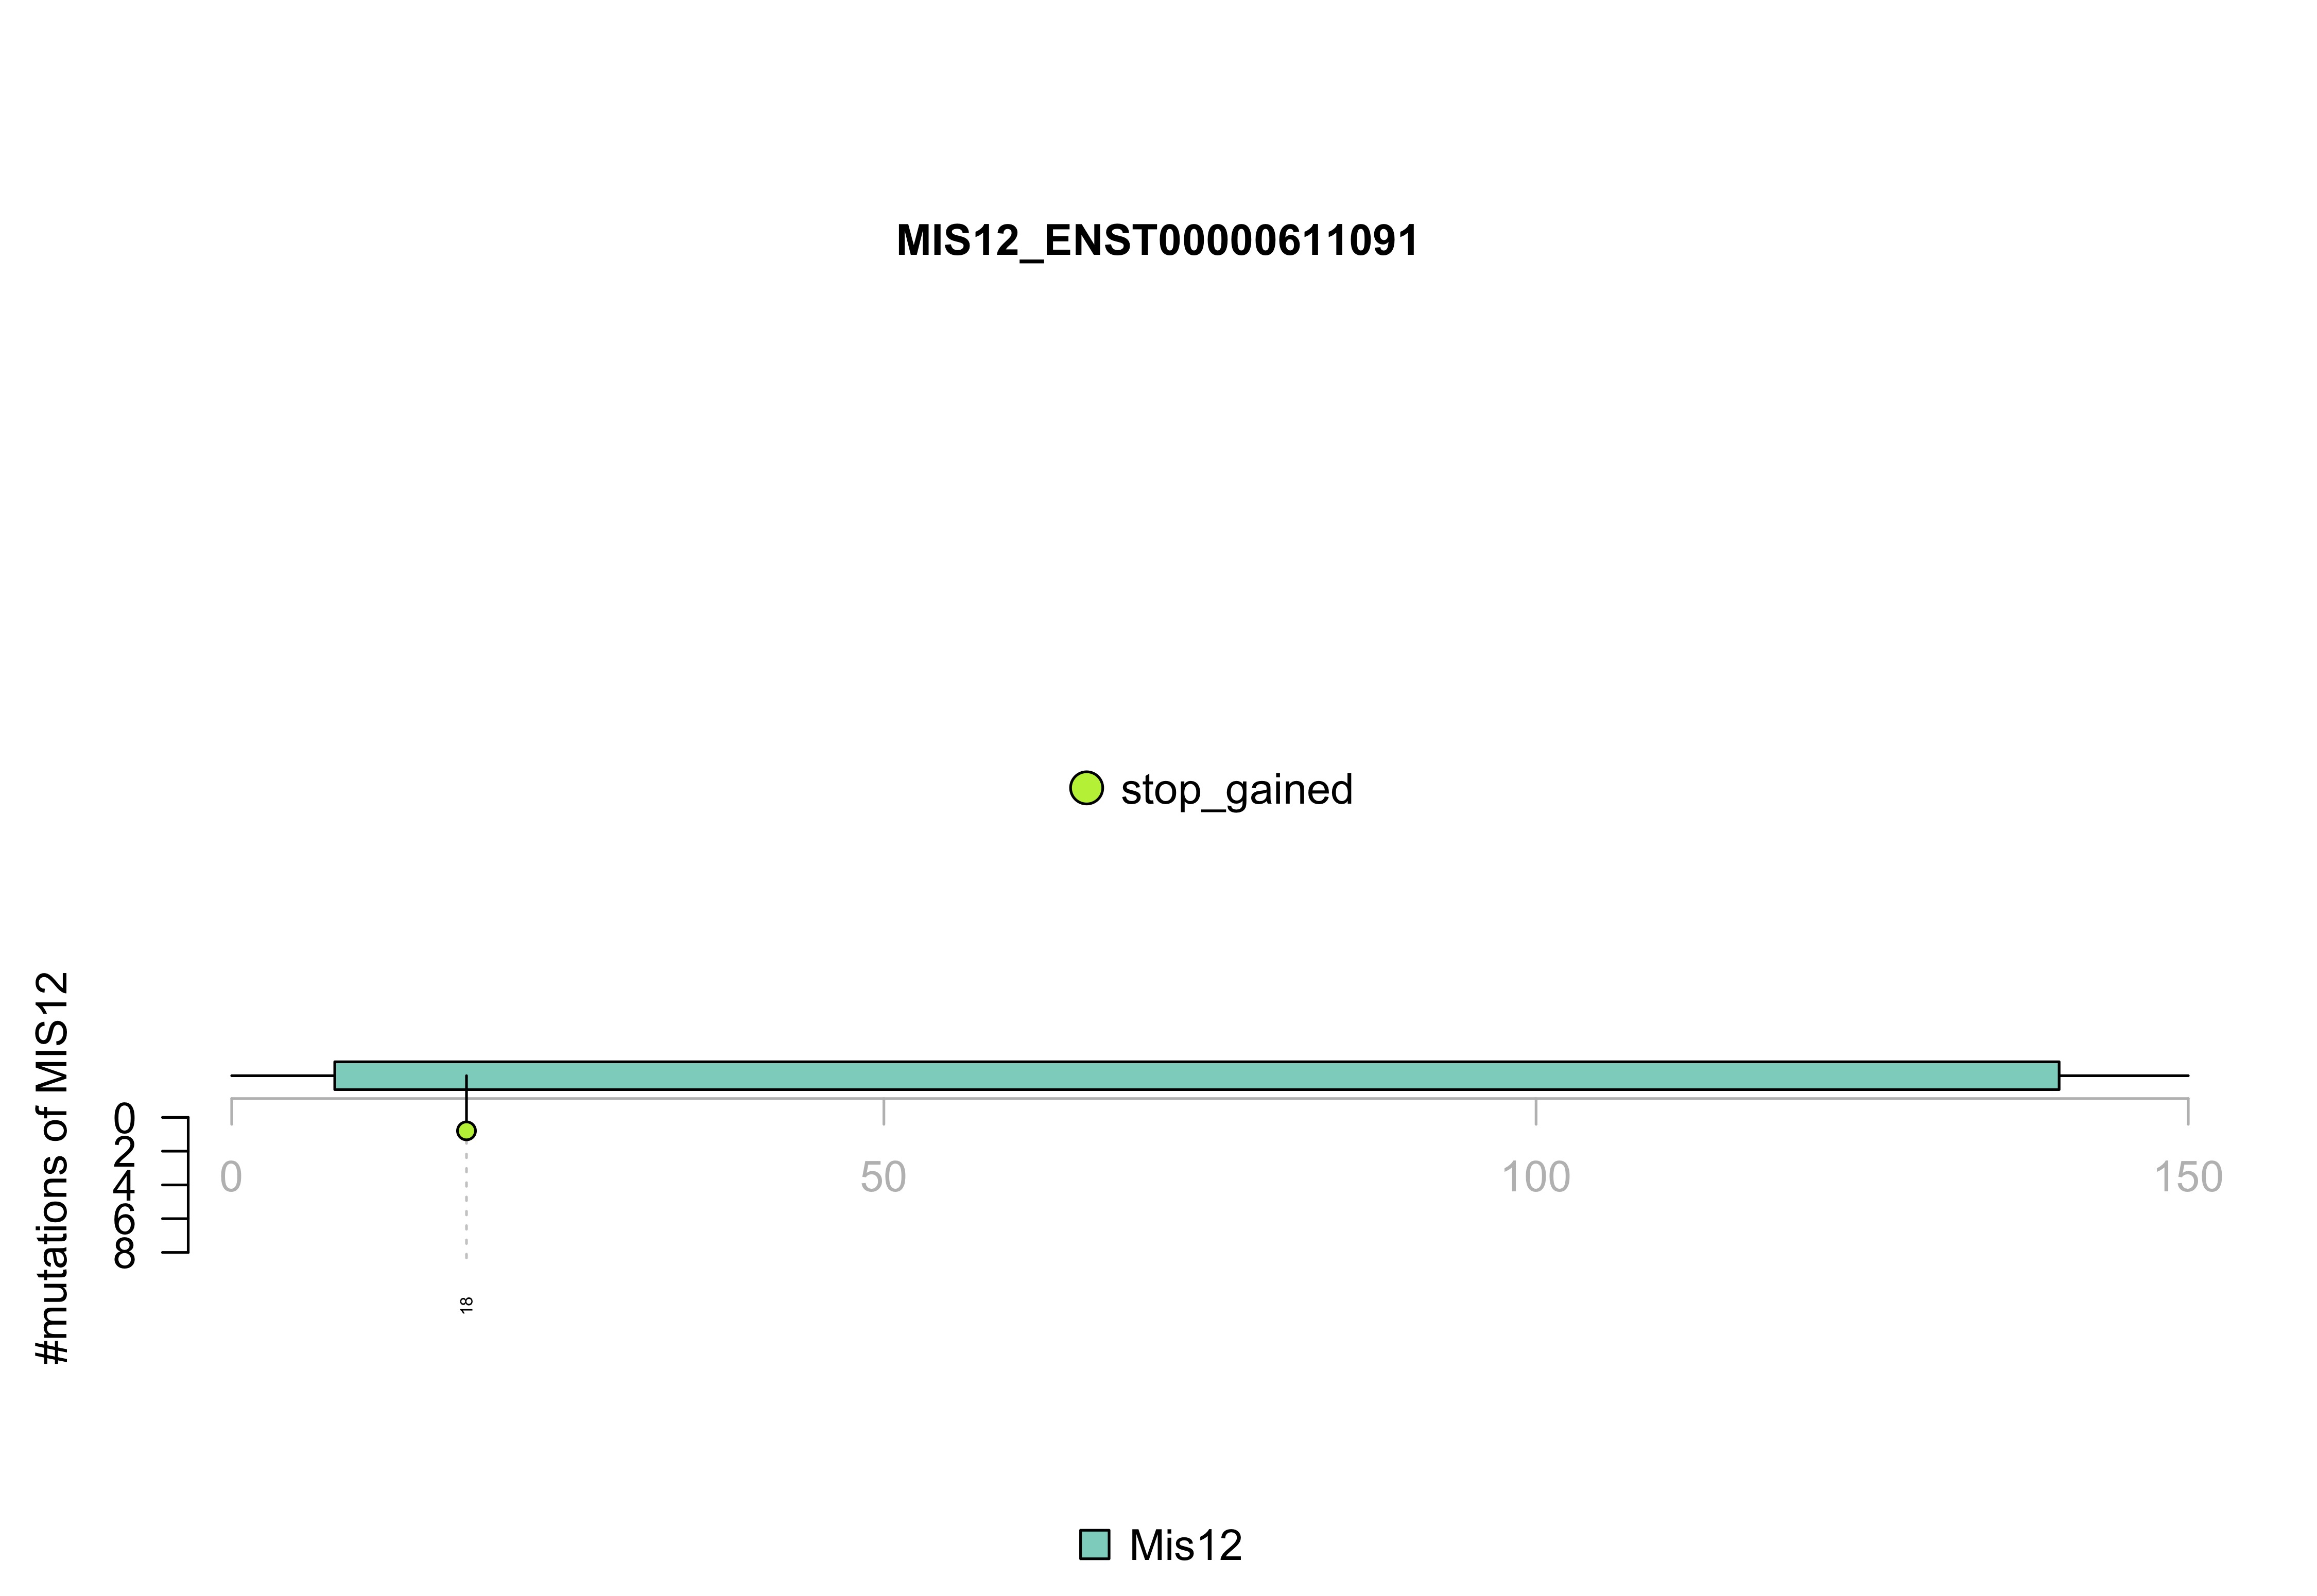 MIS12_ENST00000611091
stop_gained
#mutations of MIS12
0
2
4
6
8
0 50 100 150
18
Mis12